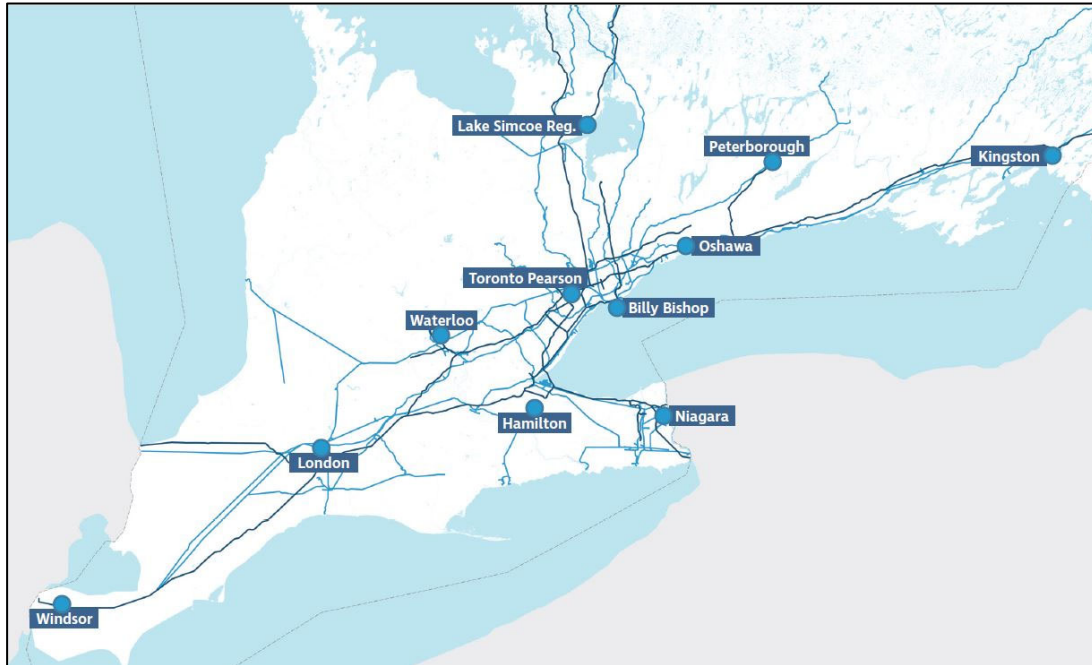 Lake Simcoe Reg.
Peterborough
Kingston
Oshawa
Toronto Pearson
Billy Bishop
Waterloo
Niagara
Hamilton
London
Windsor